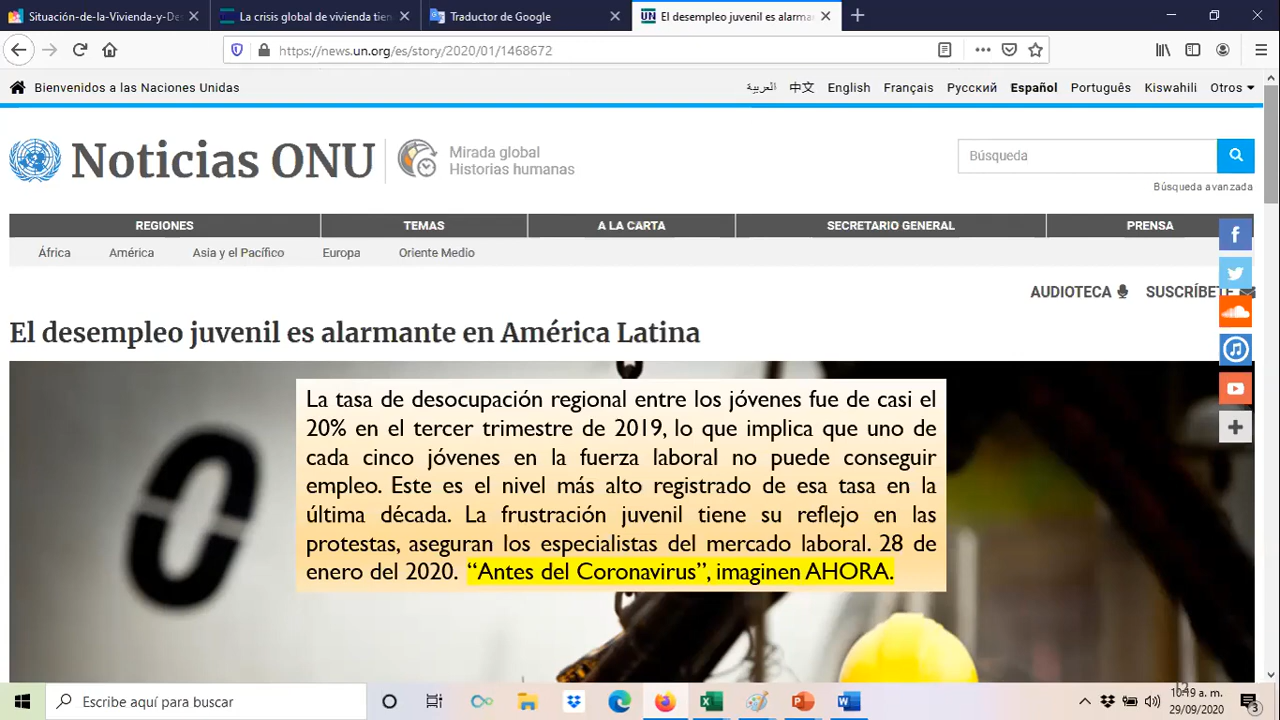 Situación-de-la-Vivienda-y-De
La crisis global de vivienda tien
Traductor de Google
El desempleo juvenil es alarma
https://news.un.org/es/story/2020/01/1468672
Bienvenidos a las Naciones Unidas
العربية 中文 English Français Русский Español Português Kiswahili Otros
Noticias ONU
Mirada global
Historias humanas
Búsqueda
Búsqueda avanzada
REGIONES TEMAS A LA CARTA SECRETARIO GENERAL PRENSA
África América Asia y el Pacífico Europa Oriente Medio
AUDIOTECA SUSCRÍBETE
El desempleo juvenil es alarmante en América Latina
La tasa de desocupación regional entre los jóvenes fue de casi el
20% en el tercer trimestre de 2019, lo que implica que uno de
cada cinco jóvenes en la fuerza laboral no puede conseguir
empleo. Este es el nivel más alto registrado de esa tasa en la
última década. La frustración juvenil tiene su reflejo en las
protestas, aseguran los especialistas del mercado laboral. 28 de
enero del 2020. “Antes del Coronavirus”, imaginen AHORA.
Escribe aquí para buscar
10:49 a. m.
29/09/2020
3